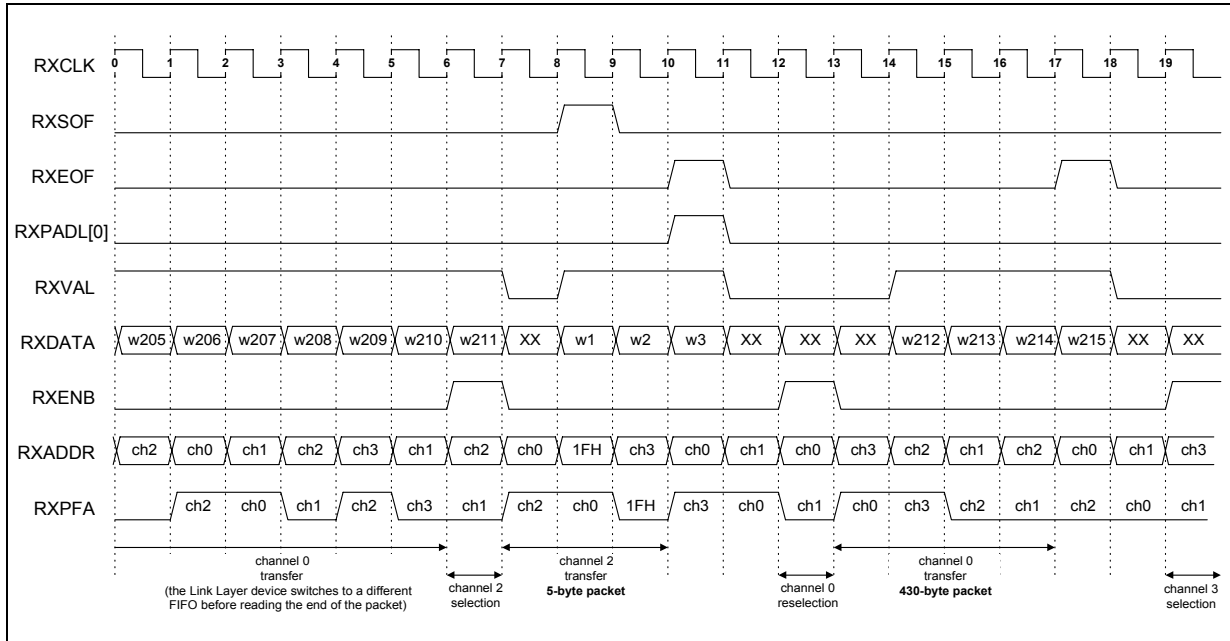 RXCLK 0 1 2 3 4 5 6 7 8 9 10 11 12 13 14 15 16 17 18 19
RXSOF
RXEOF
RXPADL[0]
RXVAL
RXDATA w205 w206 w207 w208 w209 w210 w211 XX w1 w2 w3 XX XX XX w212 w213 w214 w215 XX XX
RXENB
RXADDR ch2 ch0 ch1 ch2 ch3 ch1 ch2 ch0 1FH ch3 ch0 ch1 ch0 ch3 ch2 ch1 ch2 ch0 ch1 ch3
RXPFA ch2 ch0 ch1 ch2 ch3 ch1 ch2 ch0 1FH ch3 ch0 ch1 ch0 ch3 ch2 ch1 ch2 ch0 ch1
channel 0
transfer
(the Link Layer device switches to a different
FIFO before reading the end of the packet)
channel 2
selection
channel 2
transfer
5-byte packet
channel 0
reselection
channel 0
transfer
430-byte packet
channel 3
selection